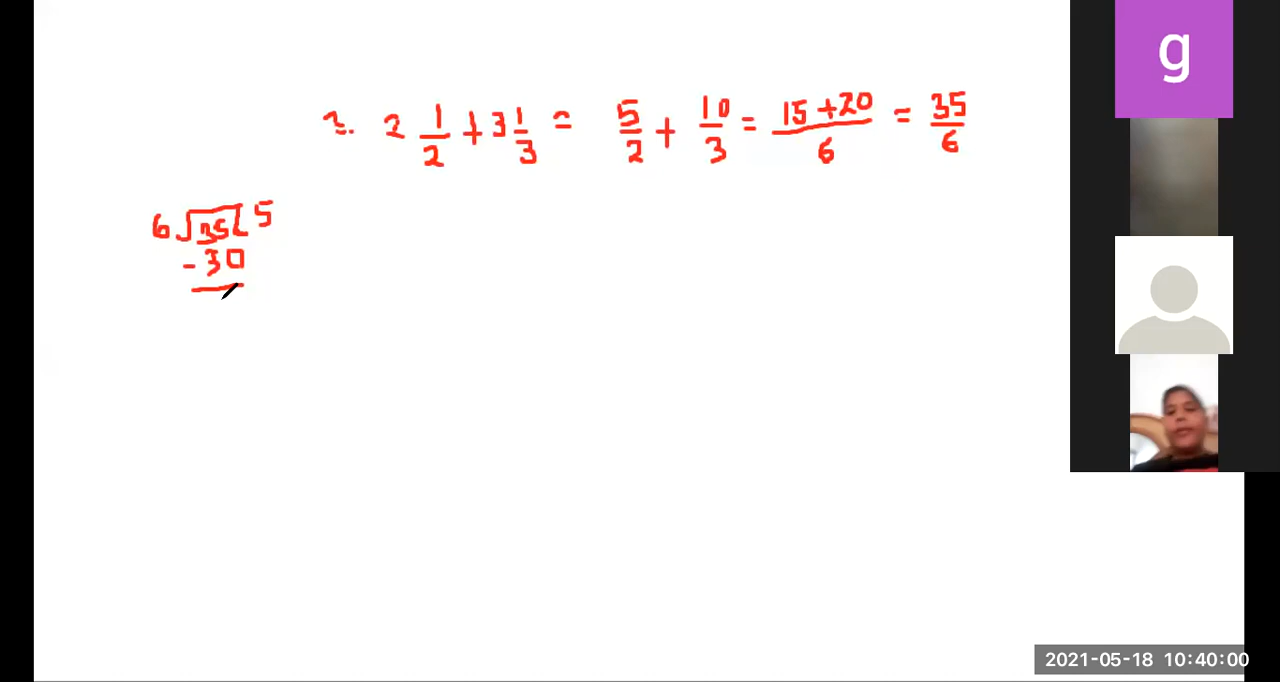 g
2. 2 1/2 + 3 1/3 = 5/2 + 10/3 = 15+20/6 = 35/6
6 √35 5
-30
2021-05-18 10:40:00